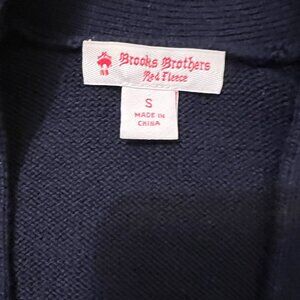 Brooks Brothers
Red Fleece
S
MADE IN
CHINA